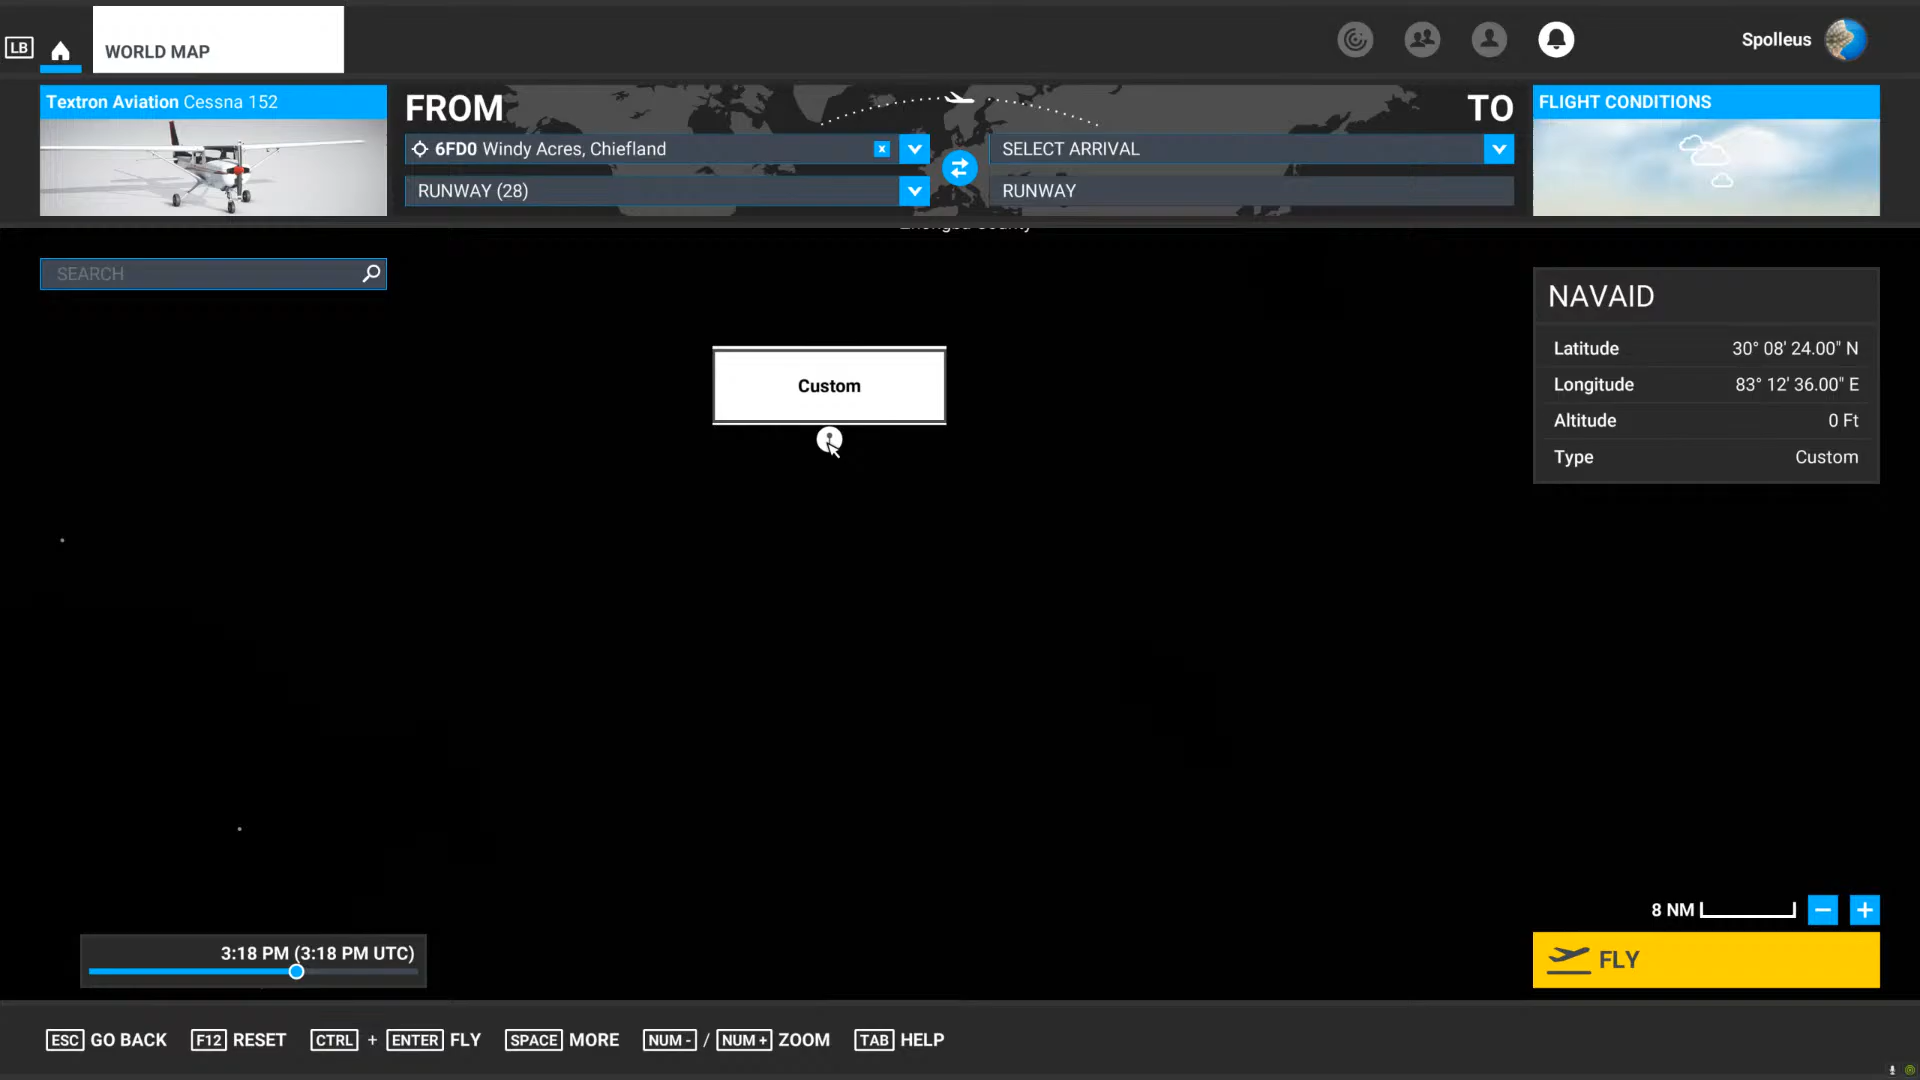 LB
WORLD MAP
Spolleus
Textron Aviation Cessna 152
FROM
TO
FLIGHT CONDITIONS
6FD0 Windy Acres, Chiefland
x
SELECT ARRIVAL
RUNWAY (28)
RUNWAY
SEARCH
NAVAID
Custom
Latitude 30° 08' 24.00" N
Longitude 83° 12' 36.00" E
Altitude 0 Ft
Type Custom
8 NM
3:18 PM (3:18 PM UTC)
FLY
ESC GO BACK F12 RESET CTRL + ENTER FLY SPACE MORE NUM - / NUM + ZOOM TAB HELP